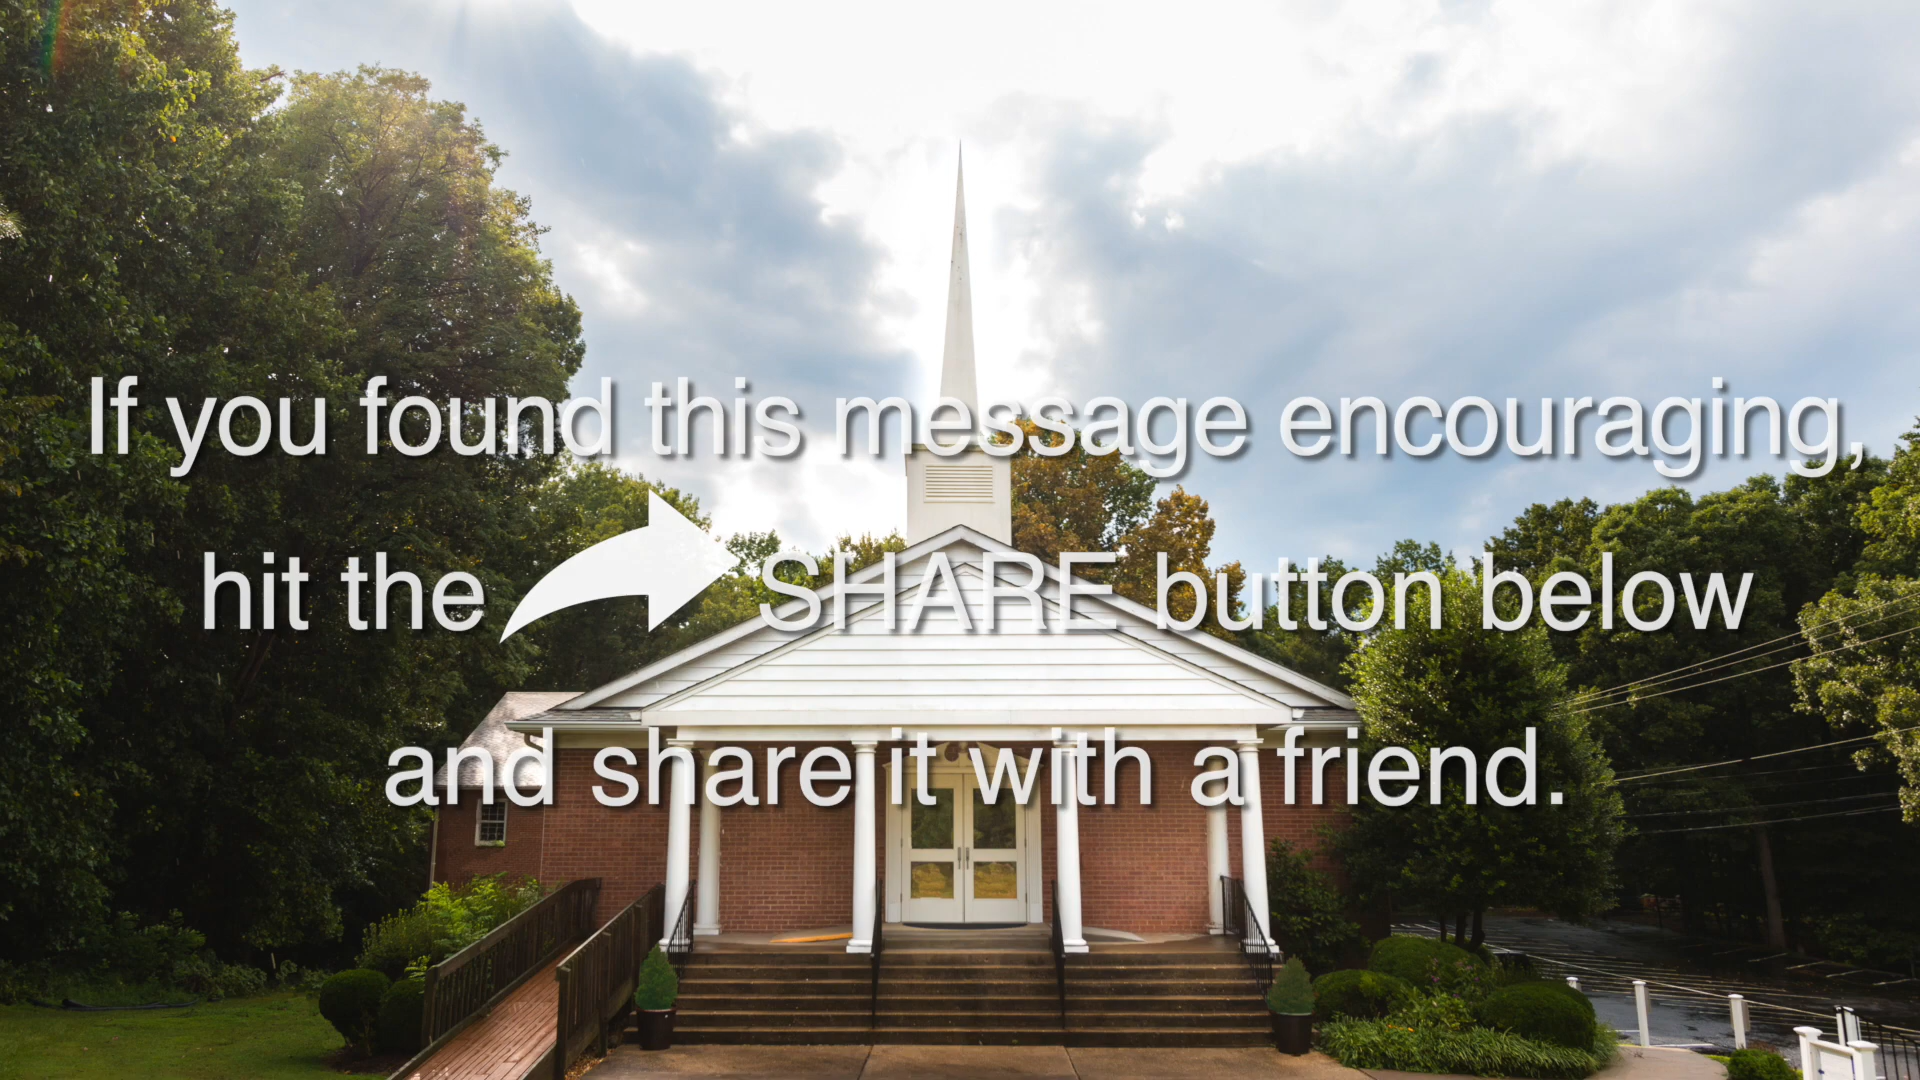 If you found this message encouraging,
hit the SHARE button below
and share it with a friend.